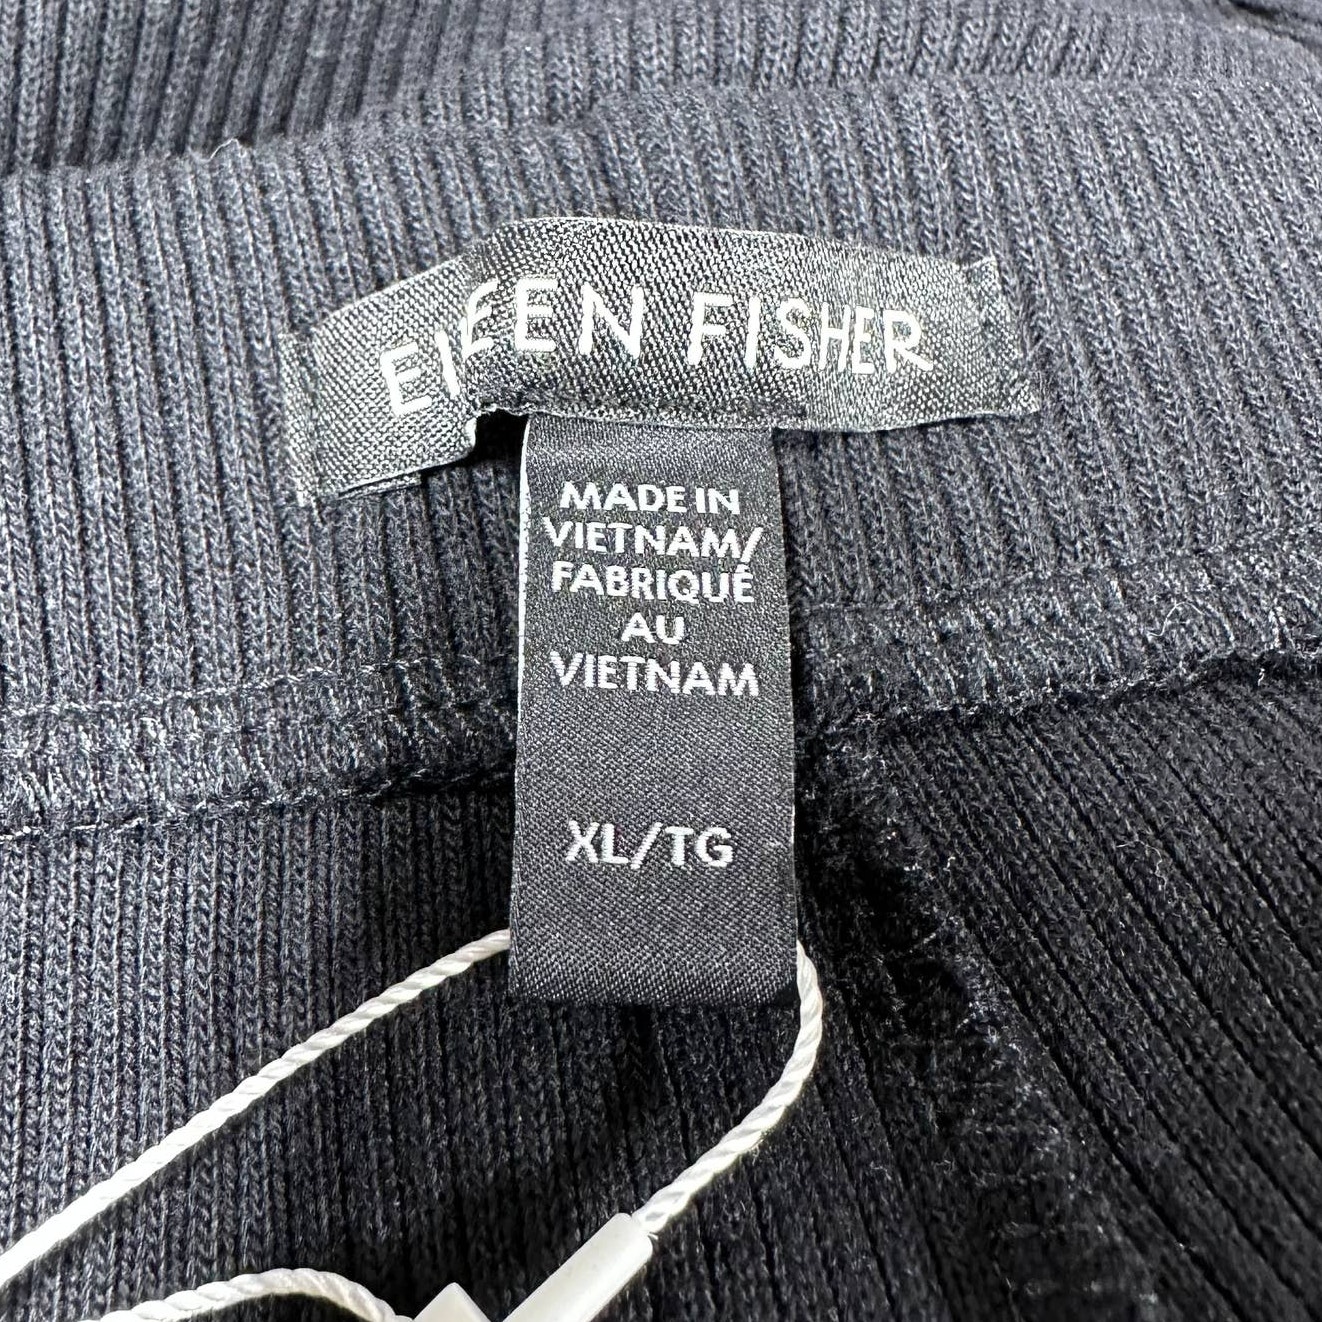 EILEEN FISHER
MADE IN
VIETNAM/
FABRIQUÉ
AU
VIETNAM
XL/TG